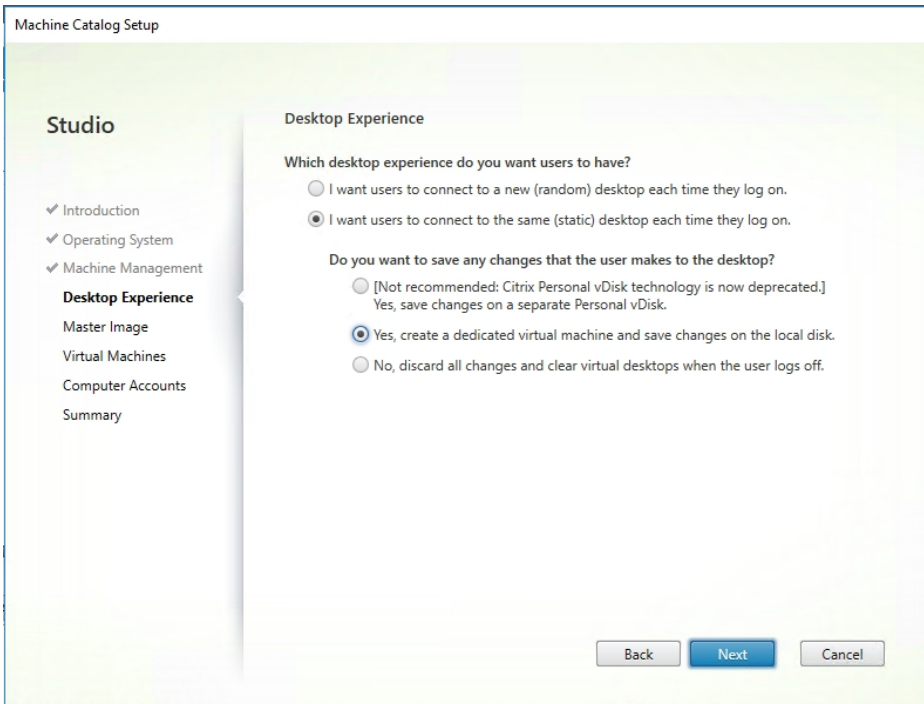 Machine Catalog Setup
Studio
✔ Introduction
✔ Operating System
✔ Machine Management
Desktop Experience
Master Image
Virtual Machines
Computer Accounts
Summary
Desktop Experience
Which desktop experience do you want users to have?
I want users to connect to a new (random) desktop each time they log on.
I want users to connect to the same (static) desktop each time they log on.
Do you want to save any changes that the user makes to the desktop?
[Not recommended: Citrix Personal vDisk technology is now deprecated.]
Yes, save changes on a separate Personal vDisk.
Yes, create a dedicated virtual machine and save changes on the local disk.
No, discard all changes and clear virtual desktops when the user logs off.
Back
Next
Cancel